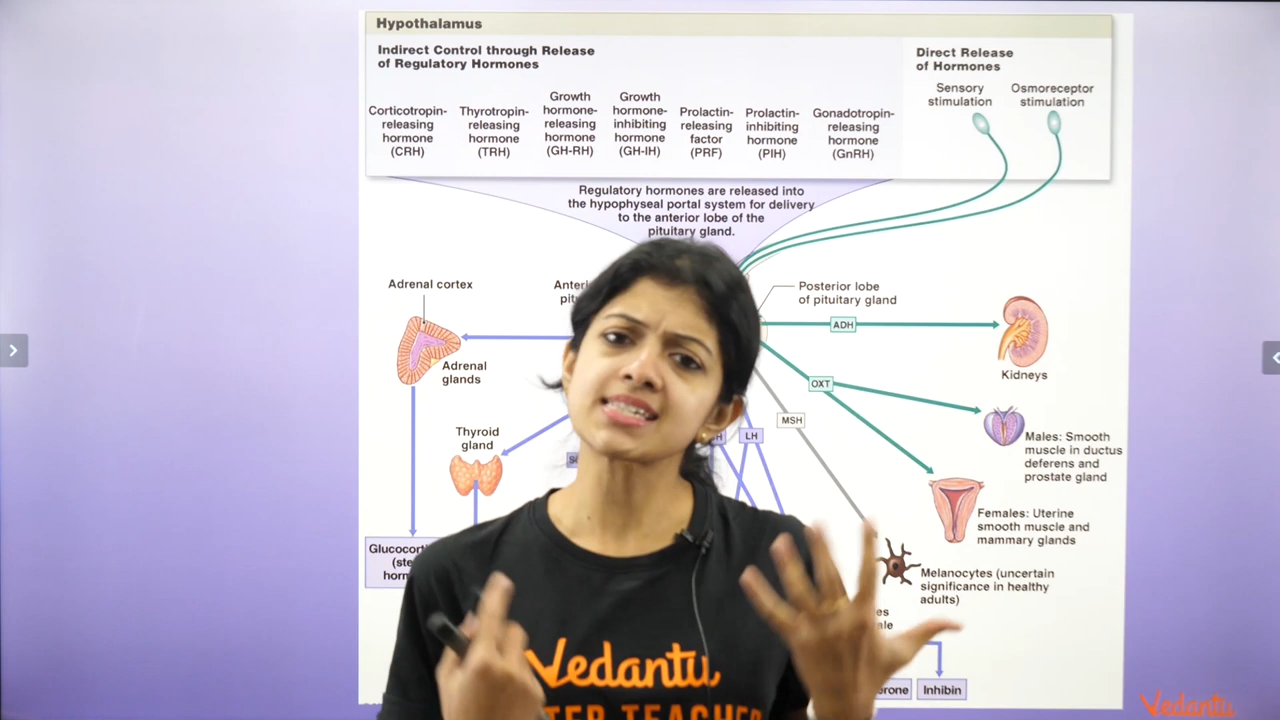 Hypothalamus
Indirect Control through Release
of Regulatory Hormones
Direct Release
of Hormones
Corticotropin-
releasing
hormone
(CRH)
Thyrotropin-
releasing
hormone
(TRH)
Growth
hormone-
releasing
hormone
(GH-RH)
Growth
hormone-
inhibiting
hormone
(GH-IH)
Prolactin-
releasing
factor
(PRF)
Prolactin-
inhibiting
hormone
(PIH)
Gonadotropin-
releasing
hormone
(GnRH)
Sensory
stimulation
Osmoreceptor
stimulation
Regulatory hormones are released into
the hypophyseal portal system for delivery
to the anterior lobe of the
pituitary gland.
Adrenal cortex
Adrenal
glands
Posterior lobe
of pituitary gland
ADH
Kidneys
OXT
MSH
LH
Thyroid
gland
Males: Smooth
muscle in ductus
deferens and
prostate gland
Females: Uterine
smooth muscle and
mammary glands
Melanocytes (uncertain
significance in healthy
adults)
Inhibin
Vedantu
TEACHER
Vedantu